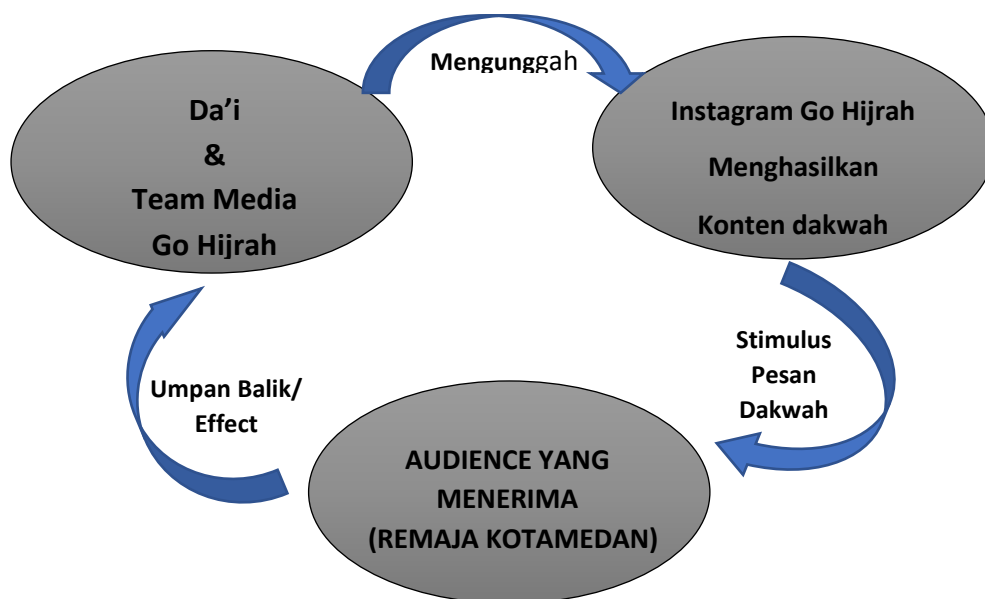 Mengunggah
Da’i
&
Team Media
Go Hijrah
Instagram Go Hijrah
Menghasilkan
Konten dakwah
Stimulus
Pesan
Dakwah
Umpan Balik/
Effect
AUDIENCE YANG
MENERIMA
(REMAJA KOTAMEDAN)